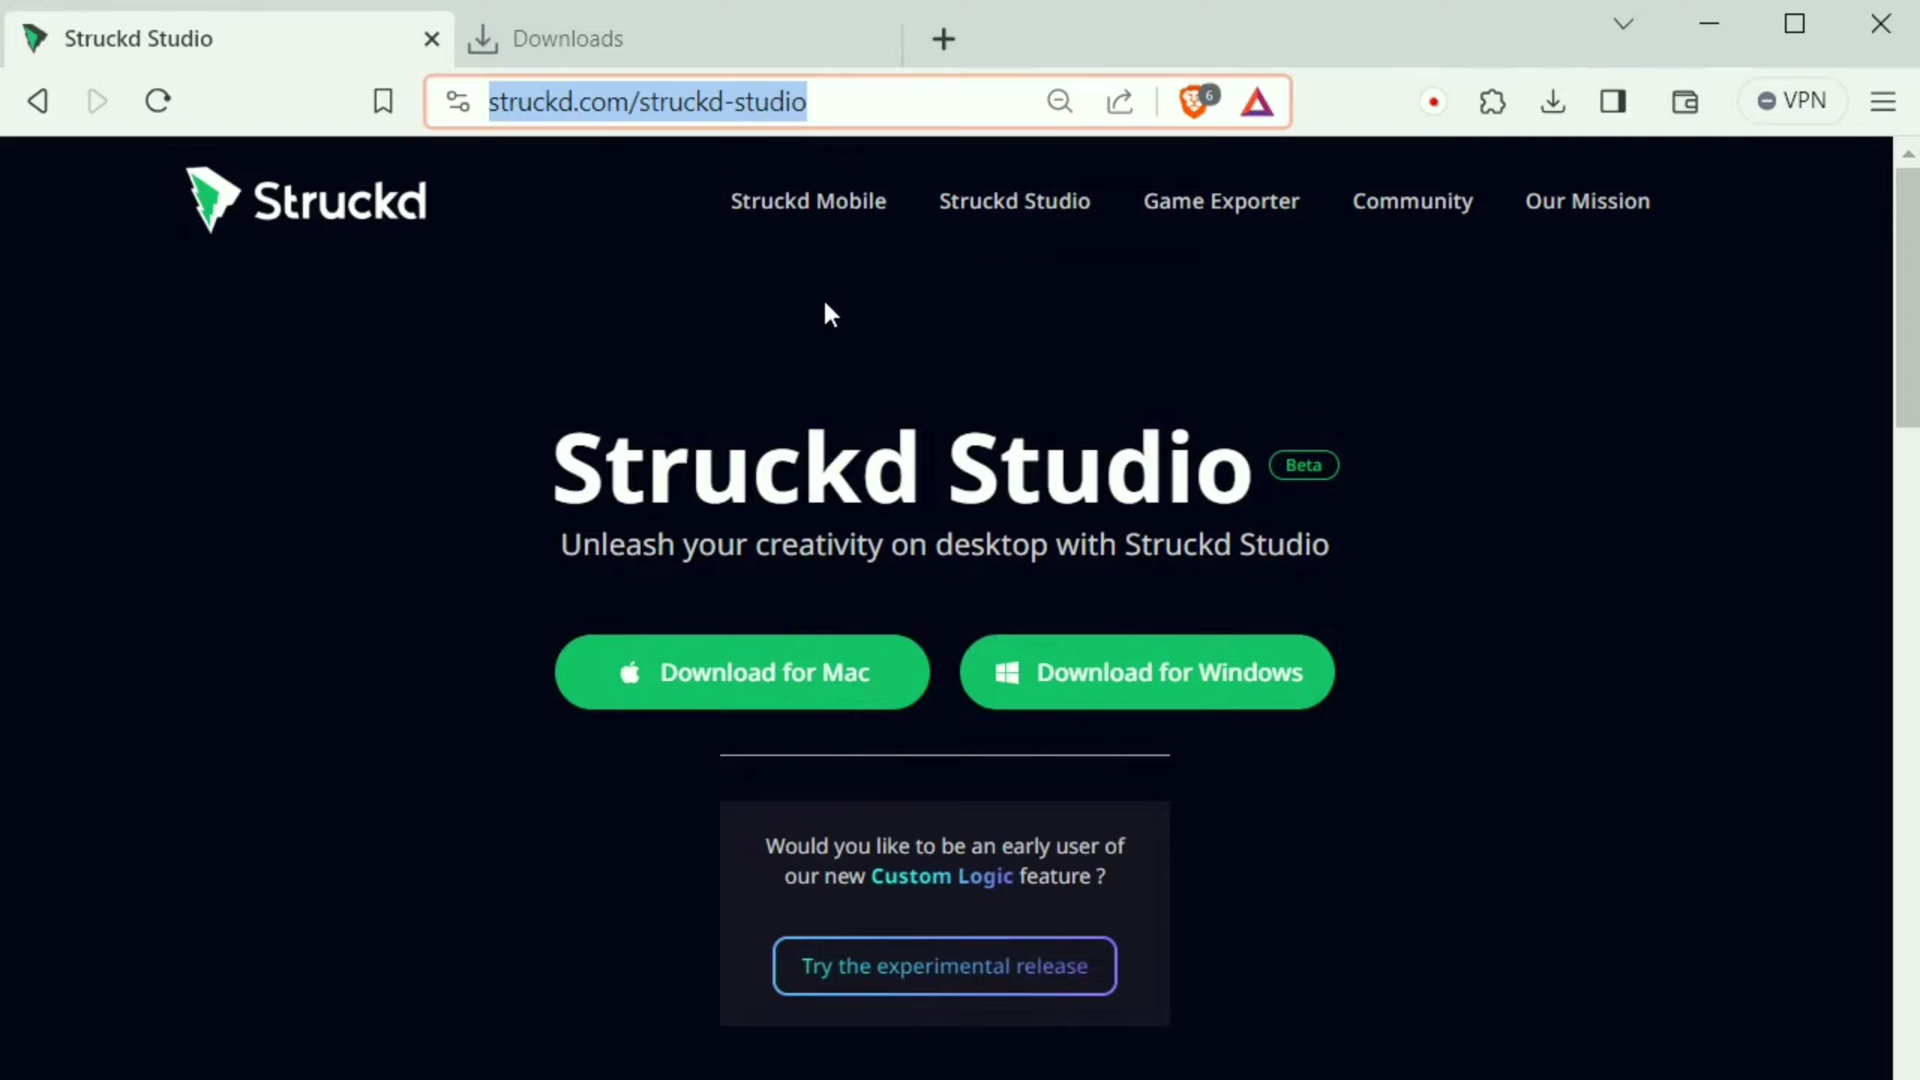 Struckd Studio
Downloads
struckd.com/struckd-studio
6
VPN
Struckd
Struckd Mobile
Struckd Studio
Game Exporter
Community
Our Mission
Struckd Studio
Beta
Unleash your creativity on desktop with Struckd Studio
Download for Mac
Download for Windows
Would you like to be an early user of
our new Custom Logic feature ?
Try the experimental release